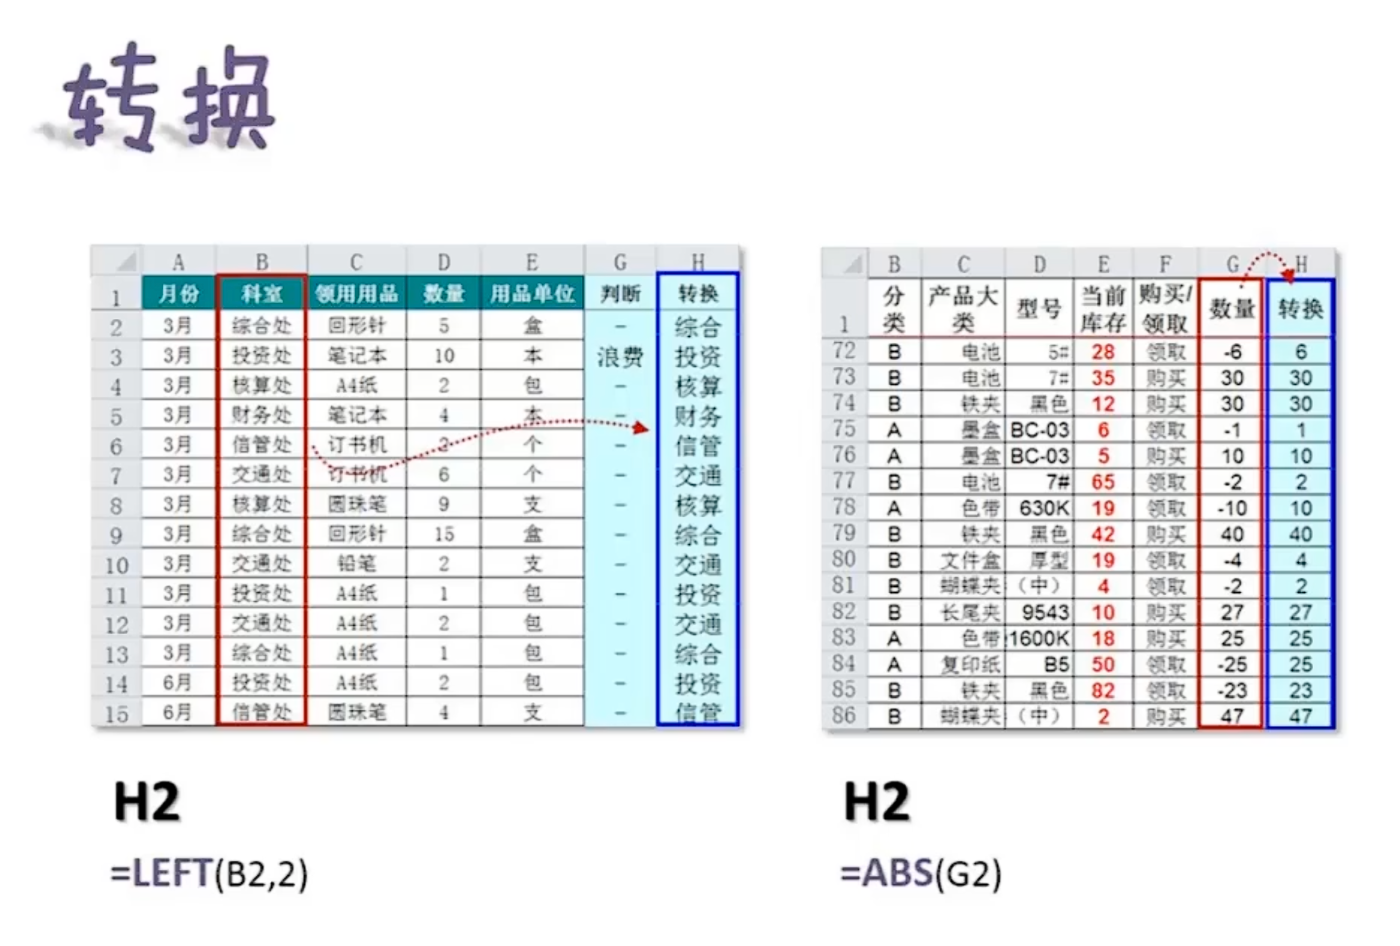 转换
A B C D E G H
1 月份 科室 领用用品 数量 用品单位 判断 转换
2 3月 综合处 回形针 5 盒 － 综合
3 3月 投资处 笔记本 10 本 浪费 投资
4 3月 核算处 A4纸 2 包 － 核算
5 3月 财务处 笔记本 4 本 － 财务
6 3月 信管处 订书机 2 个 － 信管
7 3月 交通处 订书机 6 个 － 交通
8 3月 核算处 圆珠笔 9 支 － 核算
9 3月 综合处 回形针 15 盒 － 综合
10 3月 交通处 铅笔 2 支 － 交通
11 3月 投资处 A4纸 1 包 － 投资
12 3月 交通处 A4纸 2 包 － 交通
13 3月 综合处 A4纸 1 包 － 综合
14 6月 投资处 A4纸 2 包 － 投资
15 6月 信管处 圆珠笔 4 支 － 信管
H2
=LEFT(B2,2)
B C D E F G H
1 分类 产品大类 型号 当前库存 购买/领取 数量 转换
72 B 电池 5# 28 领取 -6 6
73 B 电池 7# 35 购买 30 30
74 B 铁夹 黑色 12 购买 30 30
75 A 墨盒 BC-03 6 领取 -1 1
76 A 墨盒 BC-03 5 购买 10 10
77 B 电池 7# 65 领取 -2 2
78 A 色带 630K 19 领取 -10 10
79 B 铁夹 黑色 42 购买 40 40
80 B 文件盒 厚型 19 领取 -4 4
81 B 蝴蝶夹 （中） 4 领取 -2 2
82 B 长尾夹 9543 10 购买 27 27
83 A 色带 1600K 18 购买 25 25
84 A 复印纸 B5 50 领取 -25 25
85 B 铁夹 黑色 82 领取 -23 23
86 B 蝴蝶夹 （中） 2 购买 47 47
H2
=ABS(G2)